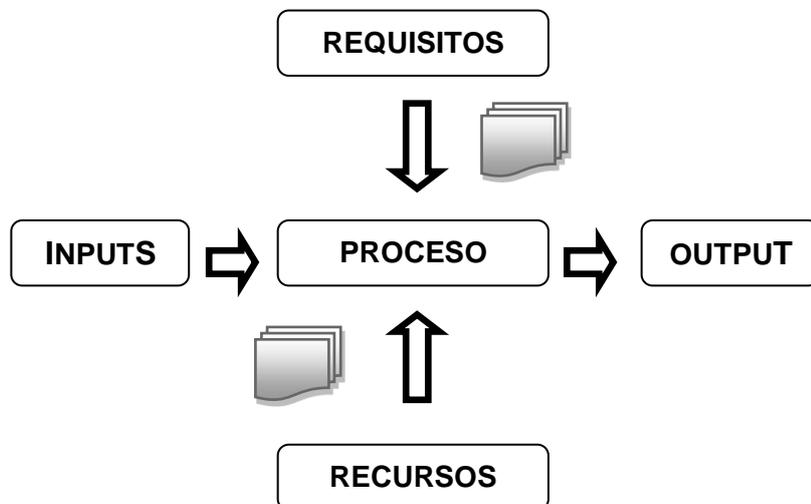 REQUISITOS
INPUTS
PROCESO
OUTPUT
RECURSOS